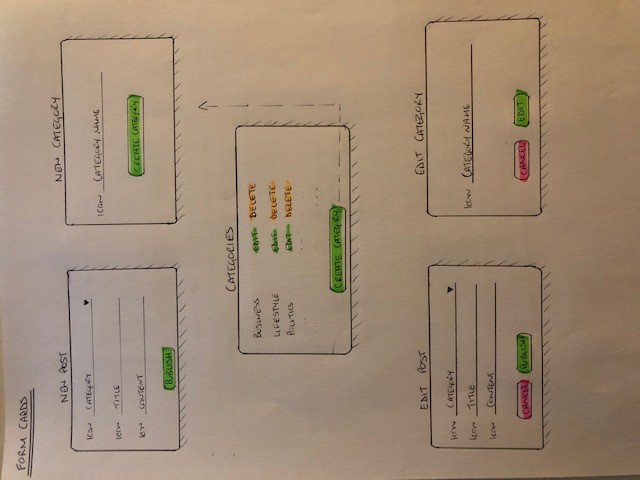 FORM CARDS
NEW POST
ICON CATEGORY
ICON TITLE
ICON CONTENT
PUBLISH
NEW CATEGORY
ICON CATEGORY NAME
CREATE CATEGORY
CATEGORIES
BUSINESS EDIT DELETE
LIFESTYLE EDIT DELETE
POLITICS EDIT DELETE
CREATE CATEGORY
EDIT POST
ICON CATEGORY
ICON TITLE
ICON CONTENT
CANCEL PUBLISH
EDIT CATEGORY
ICON CATEGORY NAME
CANCEL EDIT